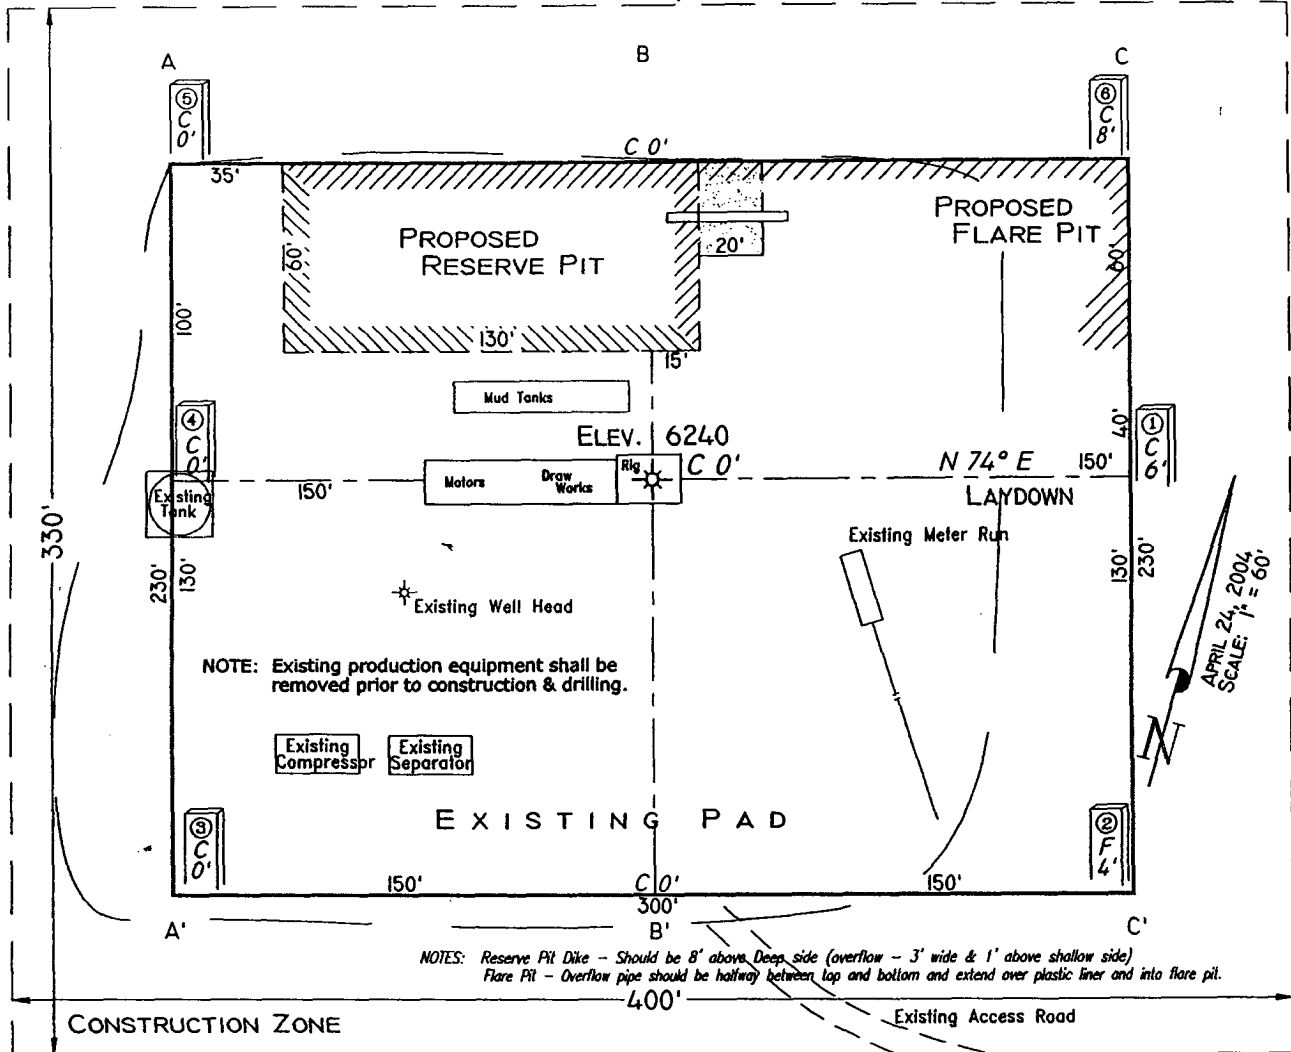 A
B
C
⑤
C
0'
⑥
C
8'
C 0'
35'
PROPOSED
RESERVE PIT
PROPOSED
FLARE PIT
60'
20'
60'
100'
130'
15'
Mud Tanks
④
C
0'
①
C
6'
40'
ELEV. 6240
Rig
C 0'
N 74° E
150'
150'
Motors
Draw
Works
LAYDOWN
Existing
Tank
Existing Meter Run
330'
230'
130'
130'
230'
APRIL 24, 2004
SCALE: 1" = 60'
Existing Well Head
NOTE: Existing production equipment shall be
removed prior to construction & drilling.
N
Existing
Compressor
Existing
Separator
EXISTING PAD
③
C
0'
②
F
4'
150'
C 0'
150'
300'
A'
B'
C'
NOTES: Reserve Pit Dike - Should be 8' above Deep side (overflow - 3' wide & 1' above shallow side)
Flare Pit - Overflow pipe should be halfway between top and bottom and extend over plastic liner and into flare pit.
400'
CONSTRUCTION ZONE
Existing Access Road